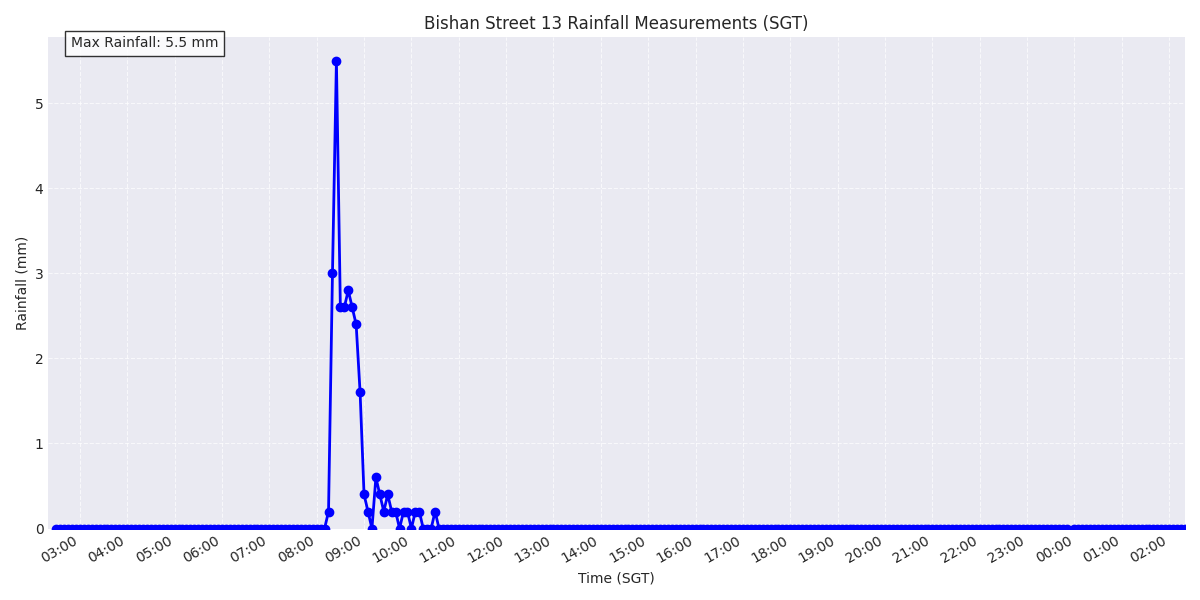 Bishan Street 13 Rainfall Measurements (SGT)
Max Rainfall: 5.5 mm
Rainfall (mm)
5
4
3
2
1
0
03:00 04:00 05:00 06:00 07:00 08:00 09:00 10:00 11:00 12:00 13:00 14:00 15:00 16:00 17:00 18:00 19:00 20:00 21:00 22:00 23:00 00:00 01:00 02:00
Time (SGT)